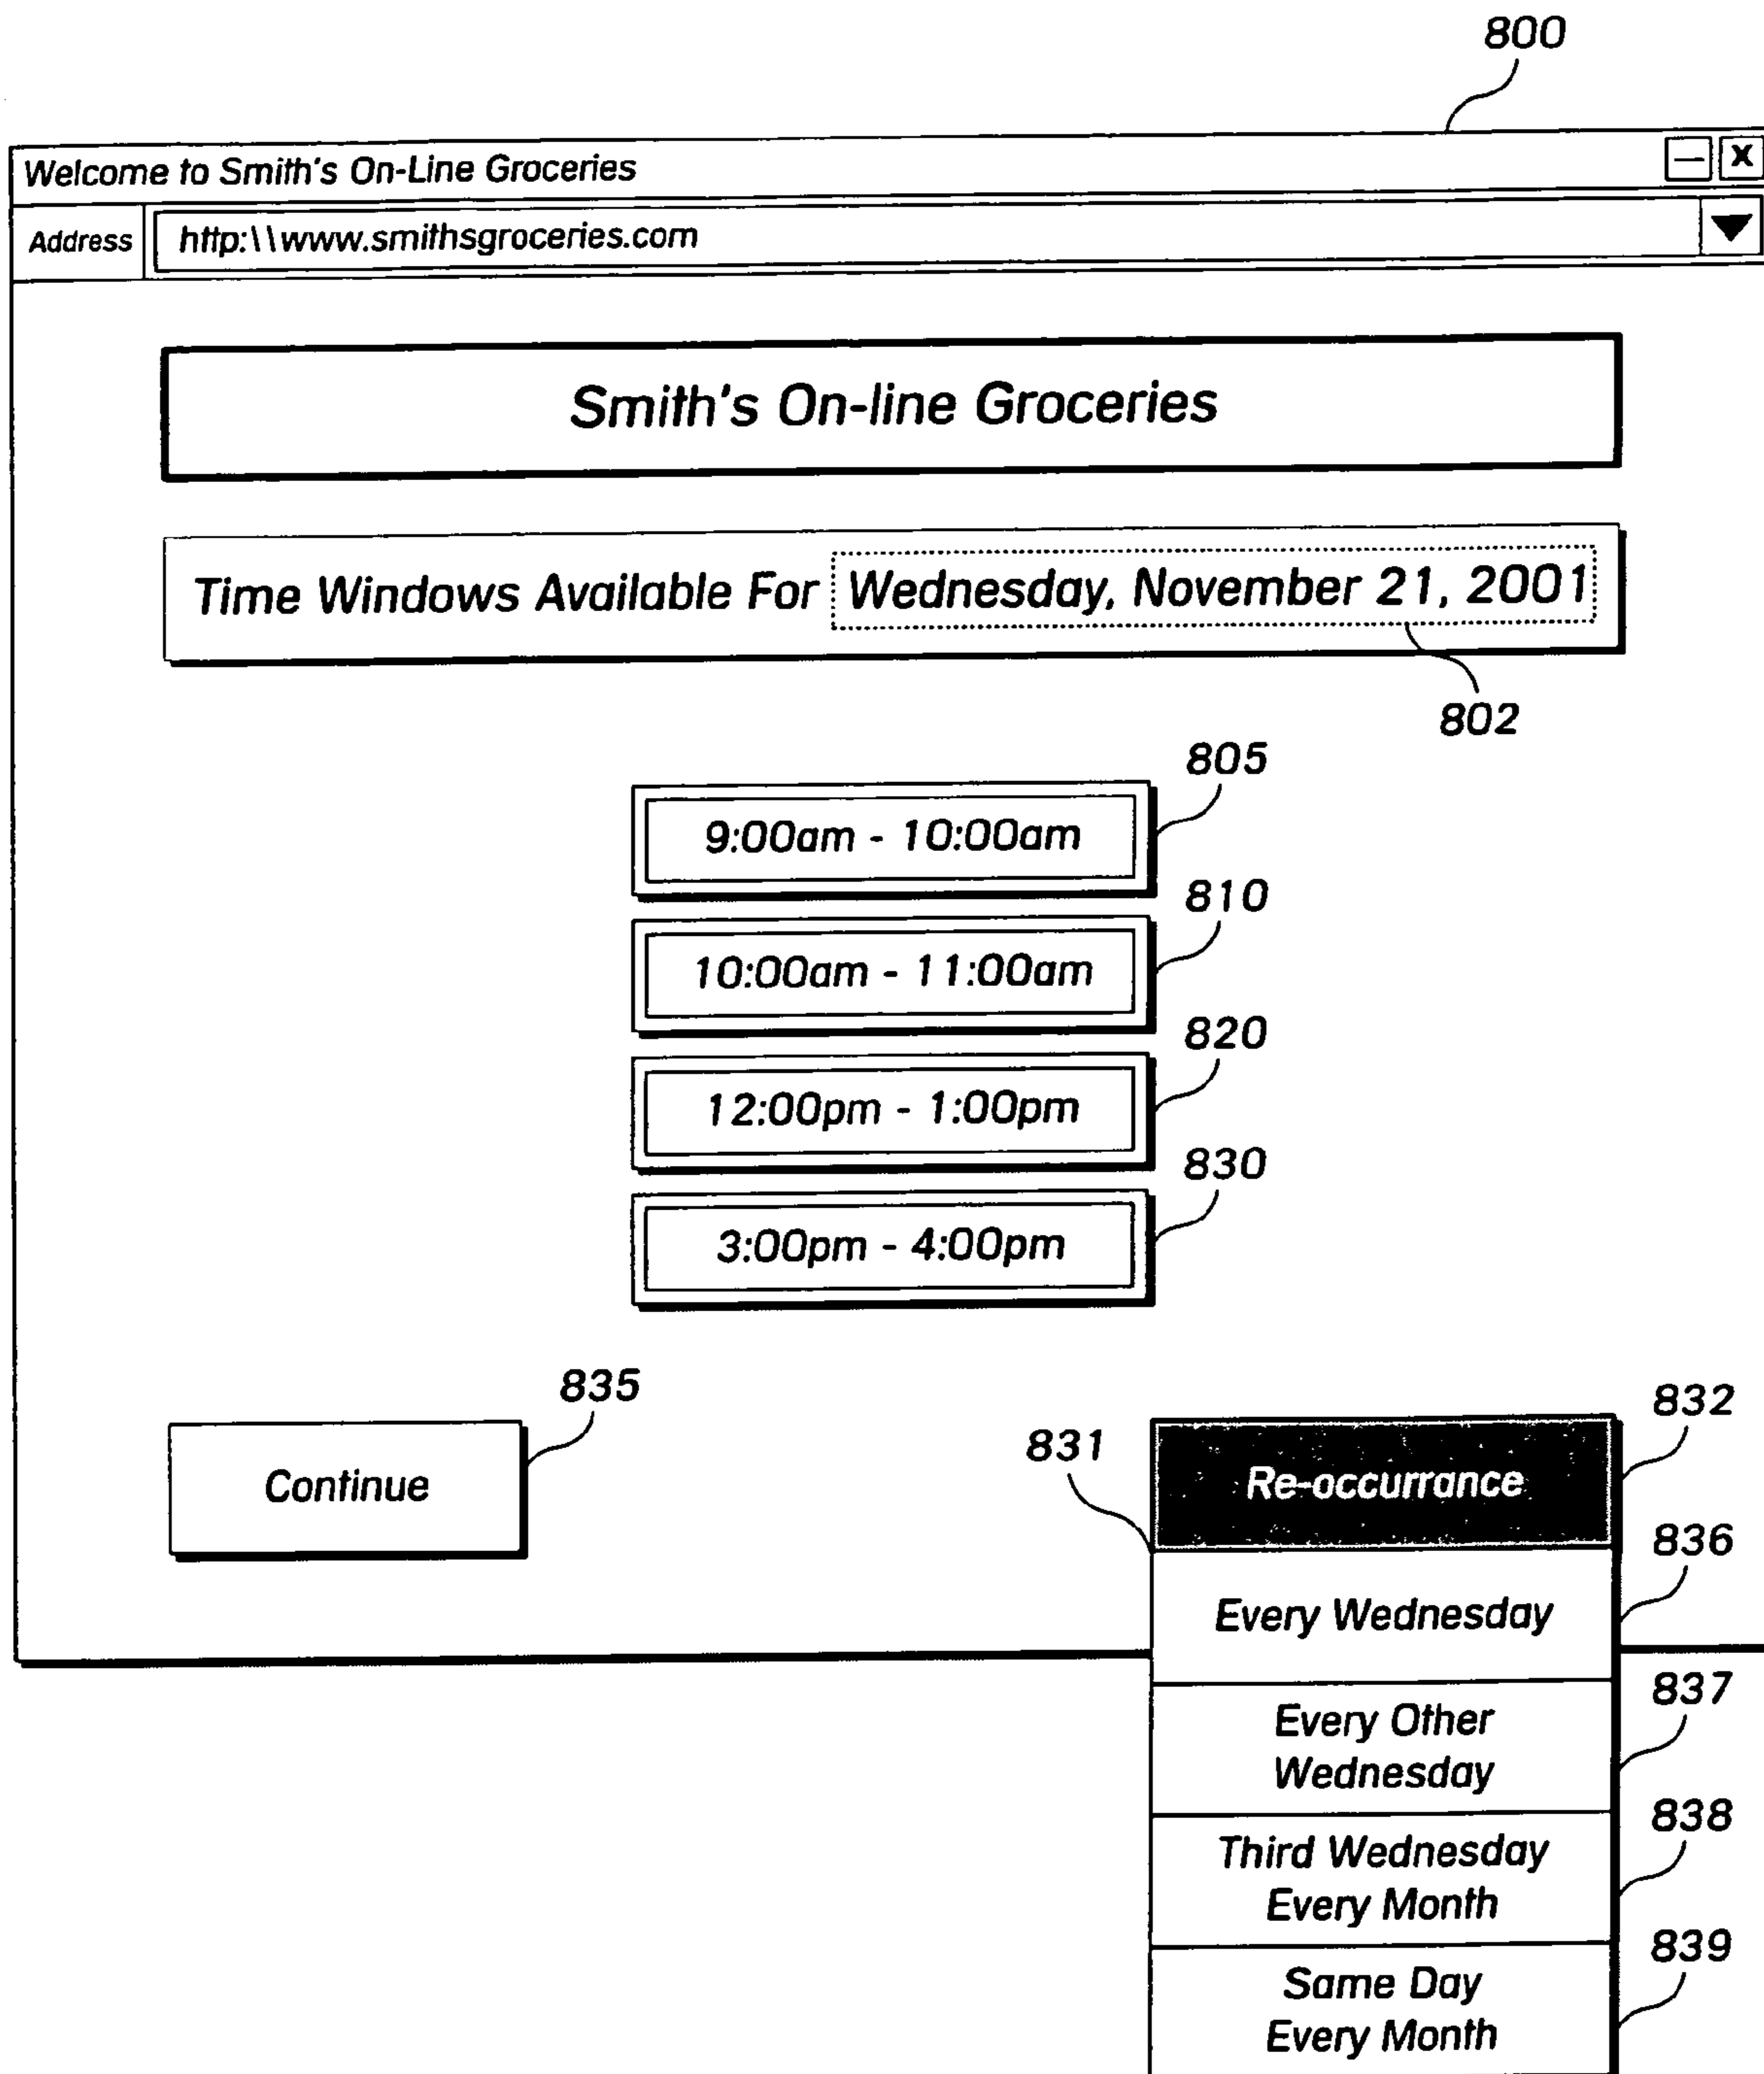 800
Welcome to Smith's On-Line Groceries
— X
Address http:\\www.smithsgroceries.com
Smith's On-line Groceries
Time Windows Available For Wednesday, November 21, 2001
802
805
9:00am - 10:00am
810
10:00am - 11:00am
820
12:00pm - 1:00pm
830
3:00pm - 4:00pm
835
Continue
832
831
Re-occurrance
836
Every Wednesday
837
Every Other
Wednesday
838
Third Wednesday
Every Month
839
Same Day
Every Month